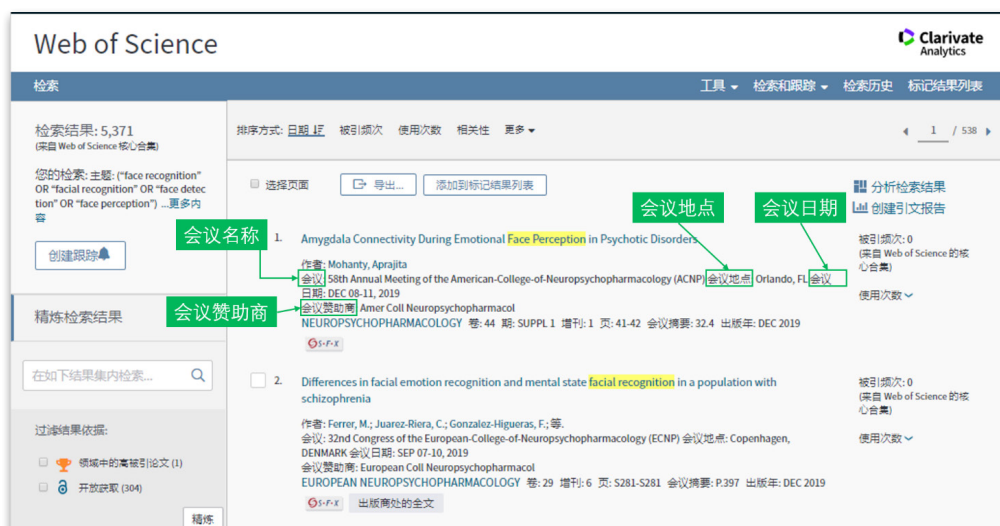 Web of Science
Clarivate
Analytics
检索
工具
检索和跟踪
检索历史
标记结果列表
检索结果: 5,371
(来自 Web of Science 核心合集)
您的检索: 主题: ("face recognition"
OR "facial recognition" OR "face detec
tion" OR "face perception") ...更多内
容
创建跟踪
精炼检索结果
在如下结果集内检索...
过滤结果依据:
领域中的高被引论文 (1)
开放获取 (304)
精炼
排序方式: 日期 被引频次 使用次数 相关性 更多
1 / 538
选择页面
导出...
添加到标记结果列表
分析检索结果
创建引文报告
会议名称
会议地点
会议日期
会议赞助商
1. Amygdala Connectivity During Emotional Face Perception in Psychotic Disorders
作者: Mohanty, Aprajita
会议: 58th Annual Meeting of the American-College-of-Neuropsychopharmacology (ACNP) 会议地点: Orlando, FL 会议
日期: DEC 08-11, 2019
会议赞助商: Amer Coll Neuropsychopharmacol
NEUROPSYCHOPHARMACOLOGY 卷: 44 期: SUPPL 1 增刊: 1 页: 41-42 会议摘要: 32.4 出版年: DEC 2019
S·F·X
被引频次: 0
(来自 Web of Science 的核
心合集)
使用次数
2. Differences in facial emotion recognition and mental state facial recognition in a population with
schizophrenia
作者: Ferrer, M.; Juarez-Riera, C.; Gonzalez-Higueras, F.; 等.
会议: 32nd Congress of the European-College-of-Neuropsychopharmacology (ECNP) 会议地点: Copenhagen,
DENMARK 会议日期: SEP 07-10, 2019
会议赞助商: European Coll Neuropsychopharmacol
EUROPEAN NEUROPSYCHOPHARMACOLOGY 卷: 29 增刊: 6 页: S281-S281 会议摘要: P.397 出版年: DEC 2019
S·F·X
出版商处的全文
被引频次: 0
(来自 Web of Science 的核
心合集)
使用次数